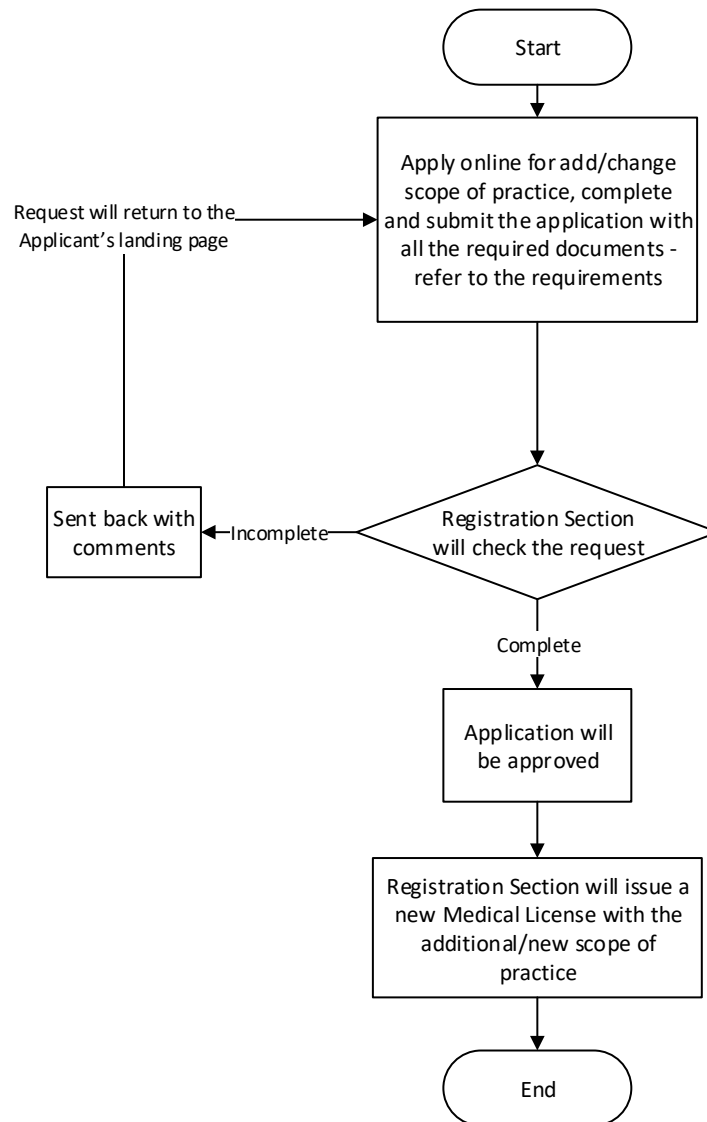 Start
Apply online for add/change
scope of practice, complete
and submit the application with
all the required documents -
refer to the requirements
Request will return to the
Applicant’s landing page
Registration Section
will check the request
Incomplete
Sent back with
comments
Complete
Application will
be approved
Registration Section will issue a
new Medical License with the
additional/new scope of
practice
End